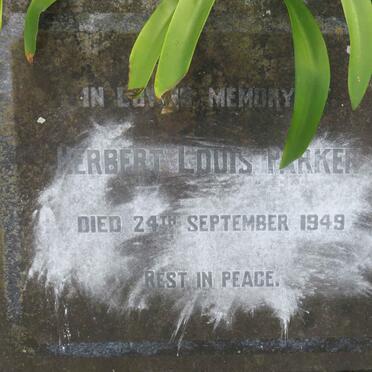 IN LOVING MEMORY
HERBERT LOUIS PARKER
DIED 24TH SEPTEMBER 1949
REST IN PEACE.